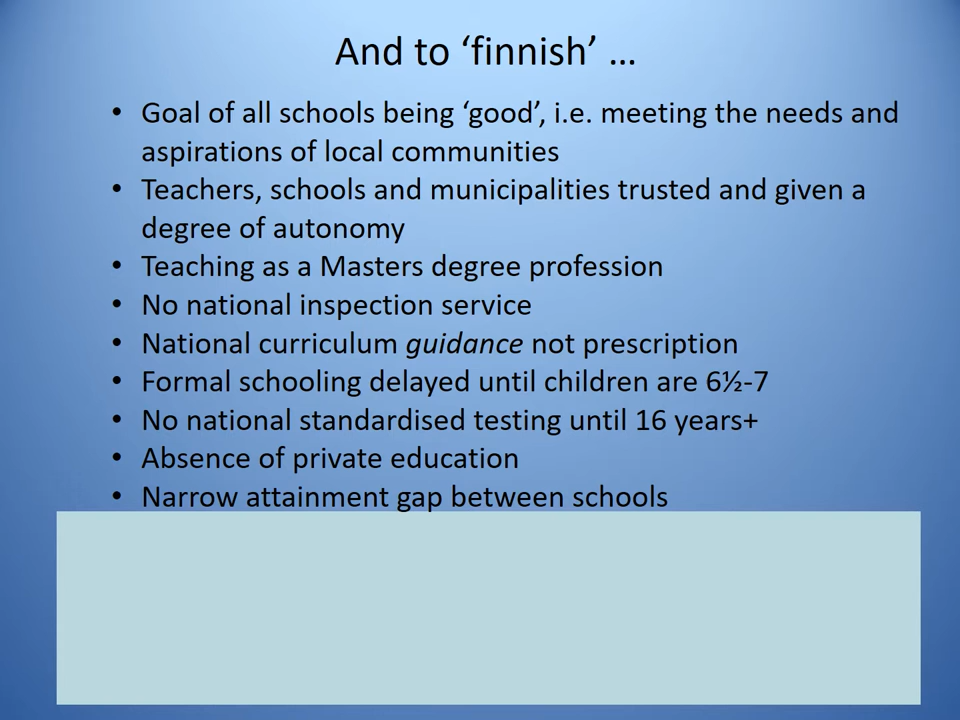 And to ‘finnish’ …
• Goal of all schools being ‘good’, i.e. meeting the needs and
aspirations of local communities
• Teachers, schools and municipalities trusted and given a
degree of autonomy
• Teaching as a Masters degree profession
• No national inspection service
• National curriculum guidance not prescription
• Formal schooling delayed until children are 6½-7
• No national standardised testing until 16 years+
• Absence of private education
• Narrow attainment gap between schools